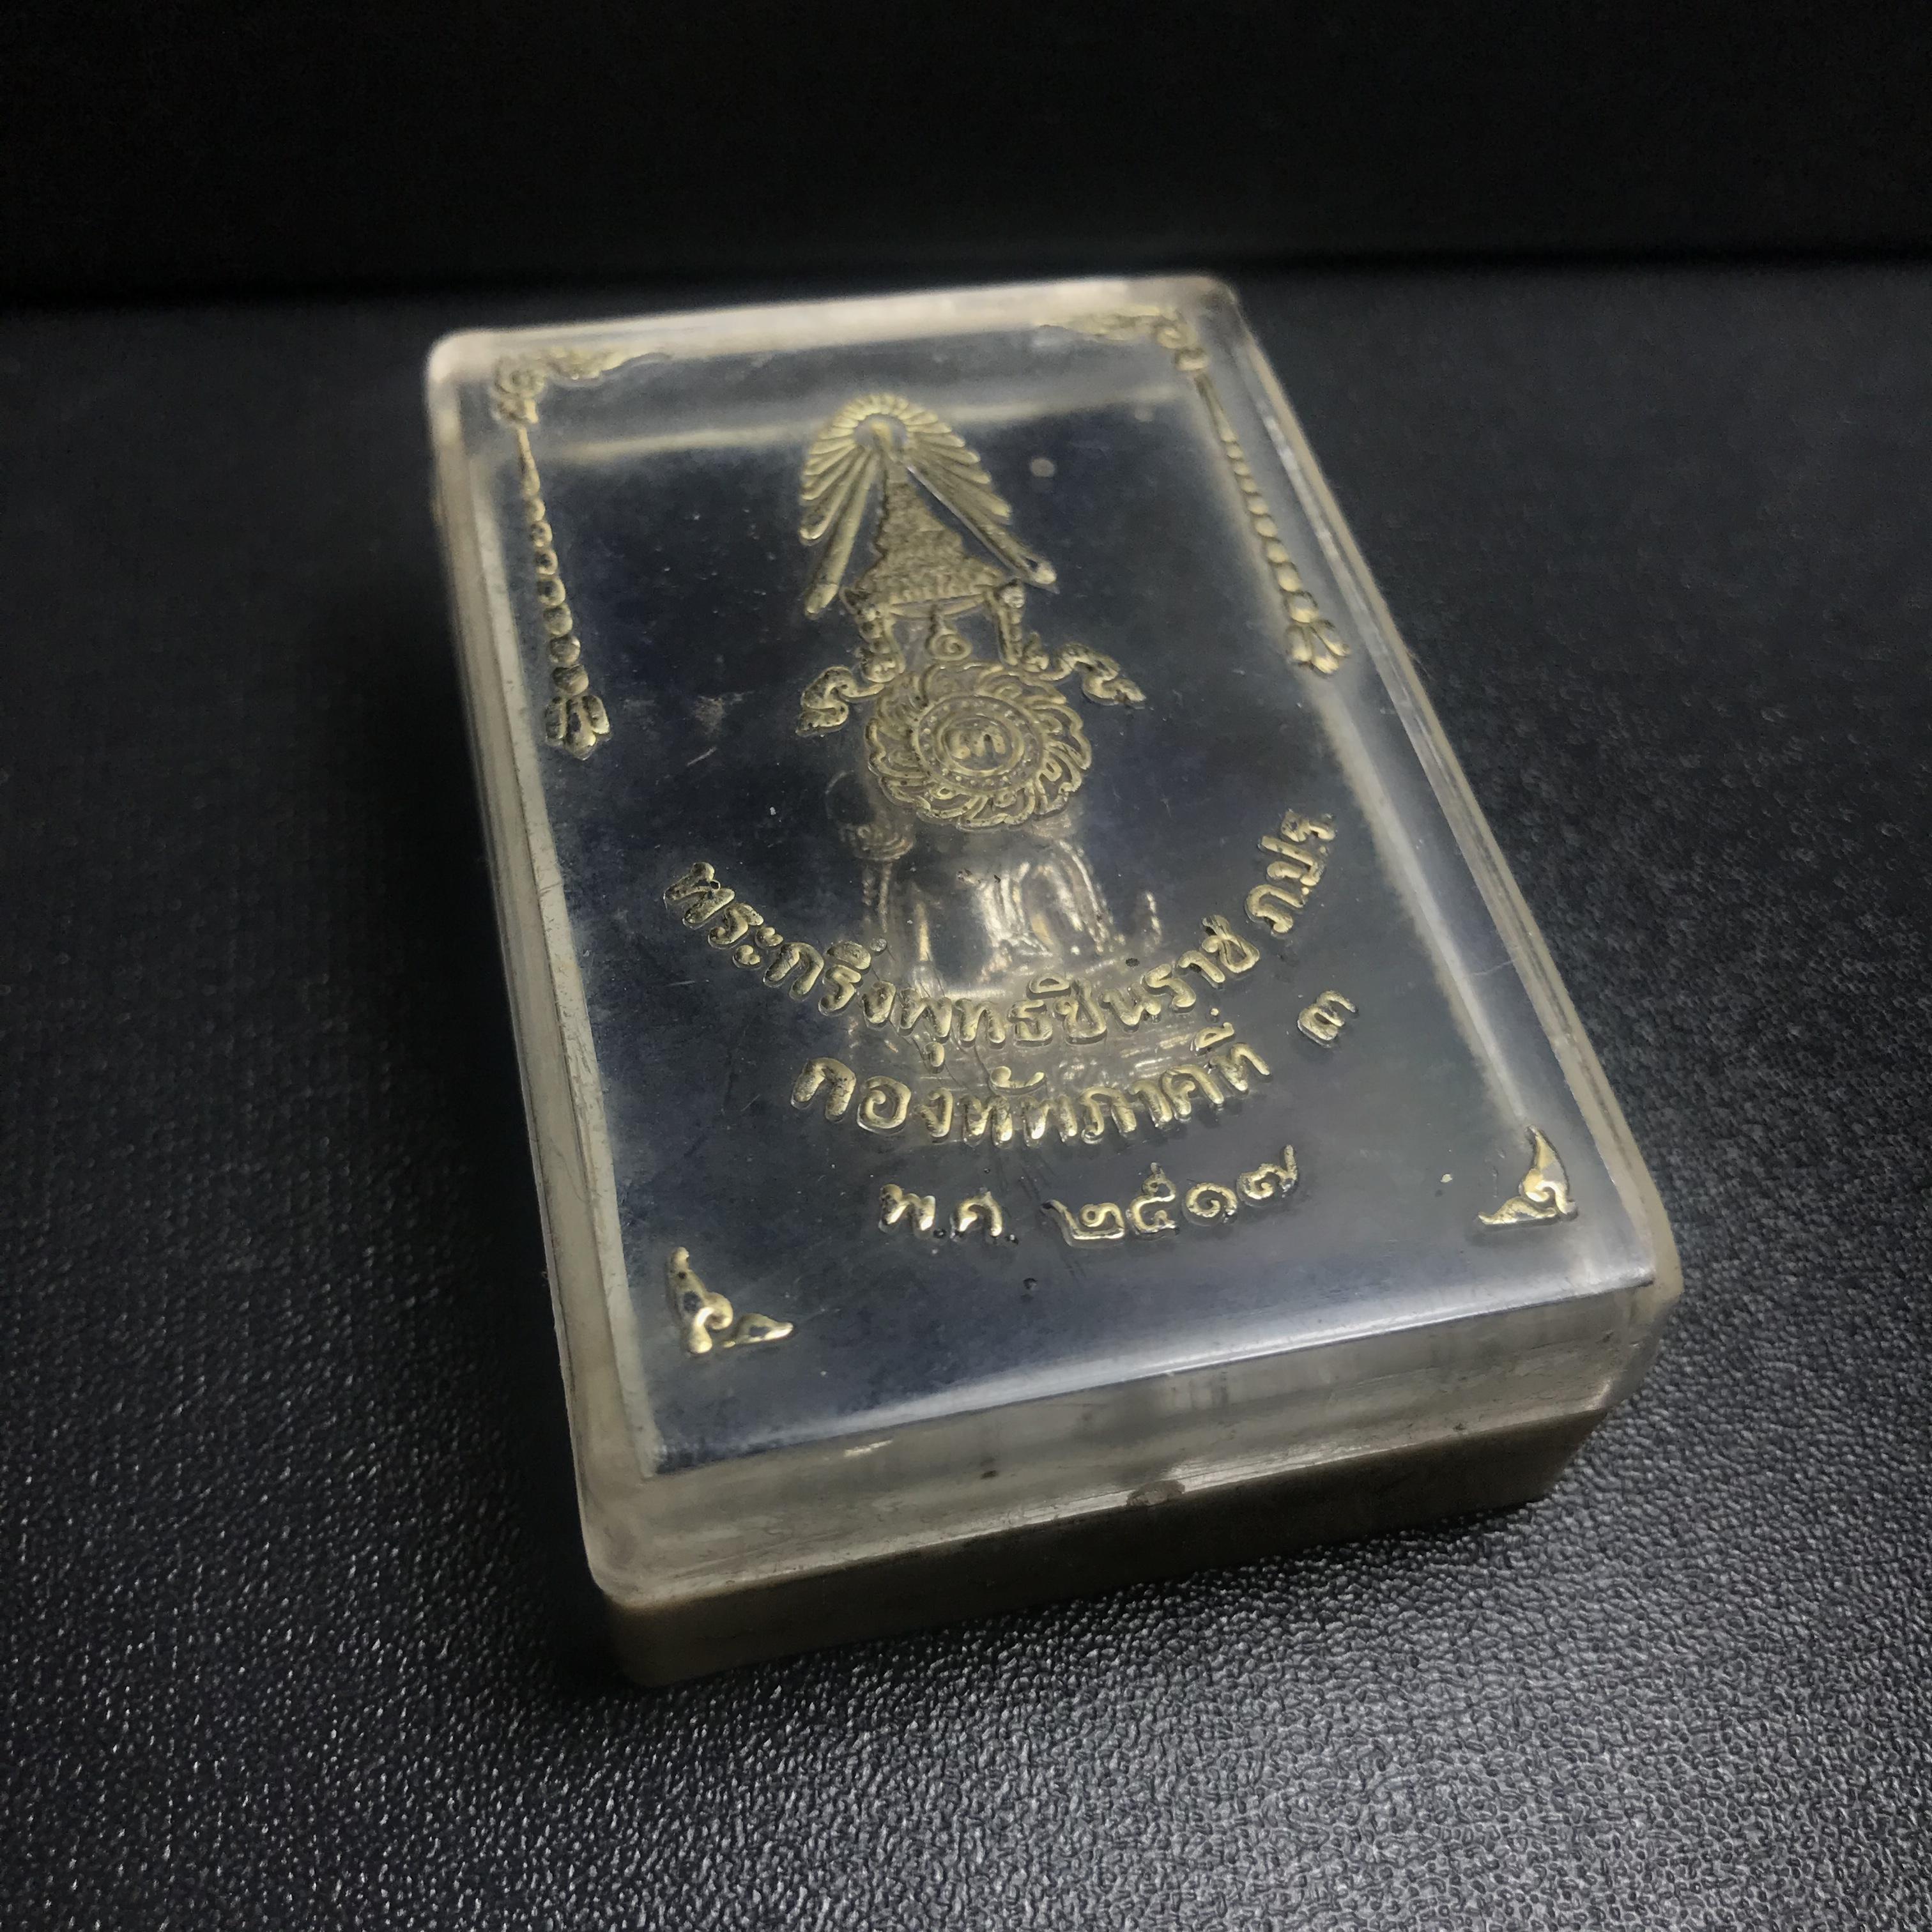 ๓
พระกริ่งพุทธชินราช ภ.ป.ร.
กองทัพภาคที่ ๓
พ.ศ. ๒๕๑๗